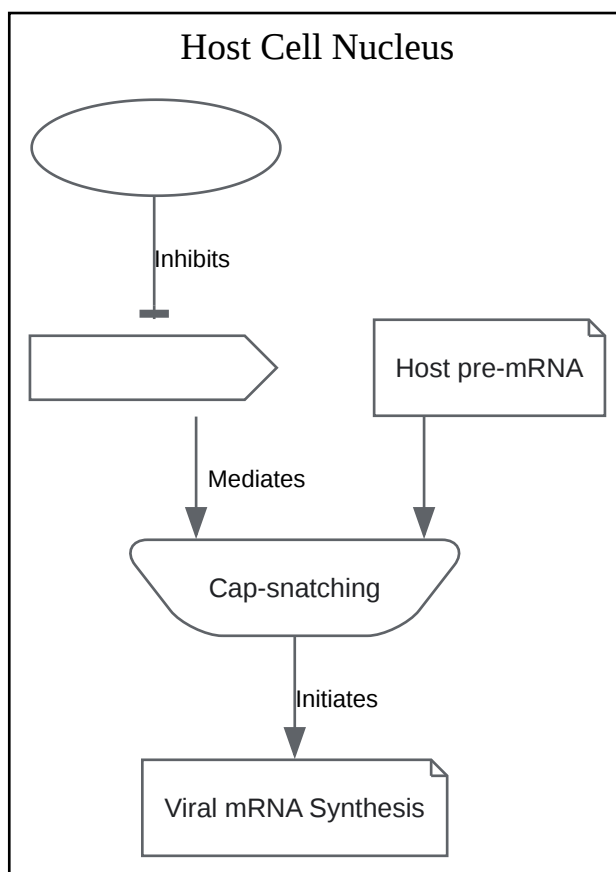 Host Cell Nucleus
Inhibits
Host pre-mRNA
Mediates
Cap-snatching
Initiates
Viral mRNA Synthesis